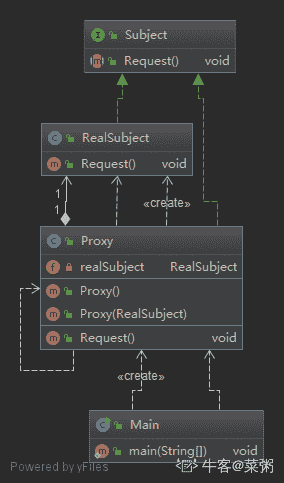 Subject
Request() void
RealSubject
Request() void
1
«create»
1
Proxy
realSubject RealSubject
Proxy()
Proxy(RealSubject)
Request() void
«create»
Main
main(String[]) void
Powered by yFiles
牛客@菜粥